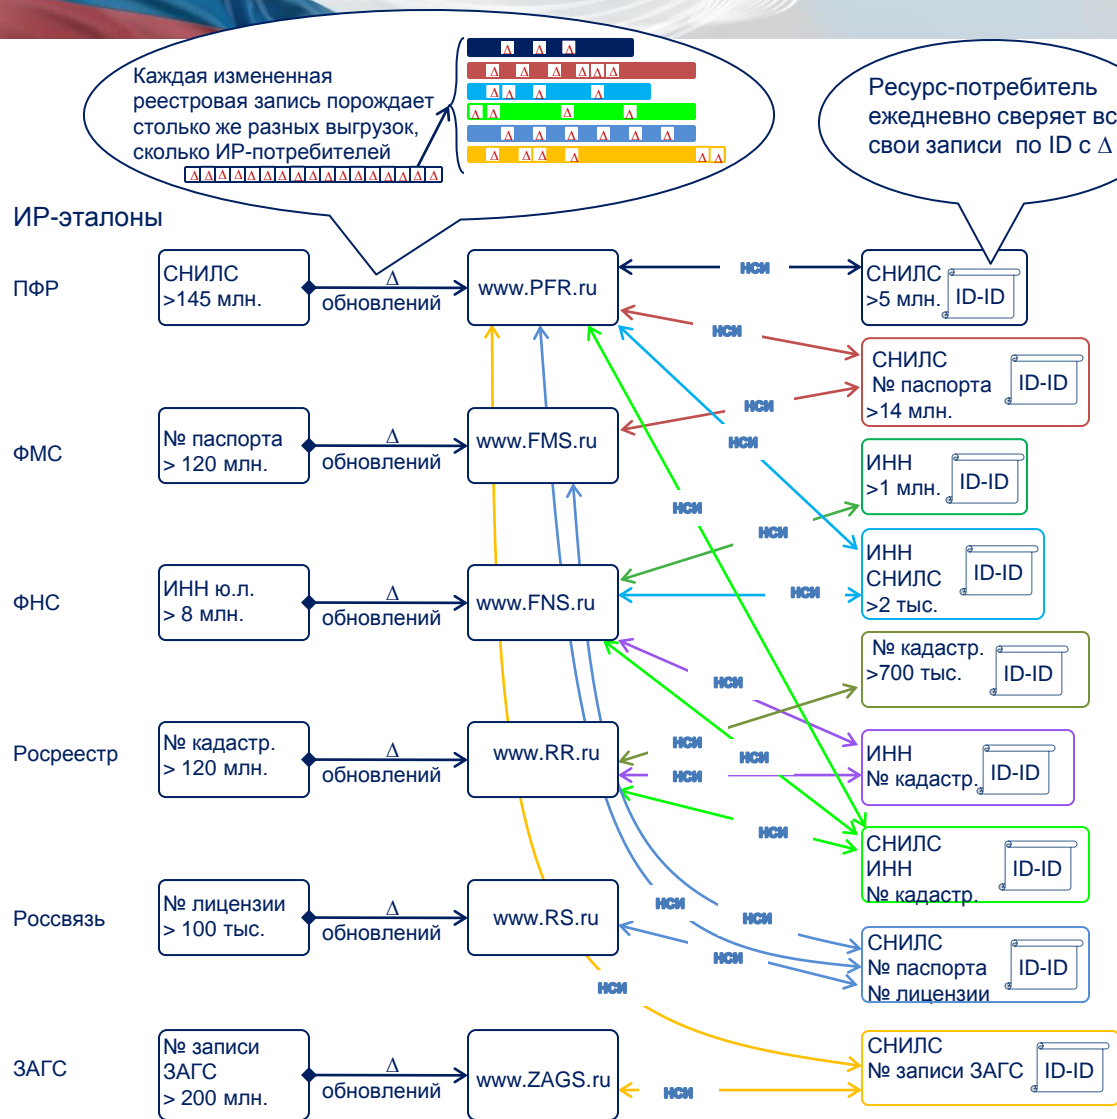 Каждая измененная
реестровая запись порождает
столько же разных выгрузок,
сколько ИР-потребителей
Δ Δ Δ Δ Δ Δ Δ Δ Δ Δ Δ Δ Δ Δ Δ Δ Δ
Δ Δ Δ
Δ Δ Δ Δ Δ Δ
Δ Δ Δ Δ
Δ Δ Δ Δ
Δ Δ Δ Δ Δ Δ
Δ Δ Δ Δ Δ Δ
Ресурс-потребитель
ежедневно сверяет вс
свои записи по ID с Δ
ИР-эталоны
ПФР
СНИЛС
>145 млн.
Δ
обновлений
www.PFR.ru
нси
СНИЛС
>5 млн.
ID-ID
нси
СНИЛС
№ паспорта
>14 млн.
ID-ID
нси
ФМС
№ паспорта
> 120 млн.
Δ
обновлений
www.FMS.ru
нси
ИНН
>1 млн.
ID-ID
нси
нси
ФНС
ИНН ю.л.
> 8 млн.
Δ
обновлений
www.FNS.ru
нси
ИНН
СНИЛС
>2 тыс.
ID-ID
№ кадастр.
>700 тыс.
ID-ID
нси
Росреестр
№ кадастр.
> 120 млн.
Δ
обновлений
www.RR.ru
нси
нси
нси
ИНН
№ кадастр.
ID-ID
нси
СНИЛС
ИНН
№ кадастр.
ID-ID
Россвязь
№ лицензии
> 100 тыс.
Δ
обновлений
www.RS.ru
нси
нси
нси
СНИЛС
№ паспорта
№ лицензии
ID-ID
нси
ЗАГС
№ записи
ЗАГС
> 200 млн.
Δ
обновлений
www.ZAGS.ru
нси
СНИЛС
№ записи ЗАГС
ID-ID